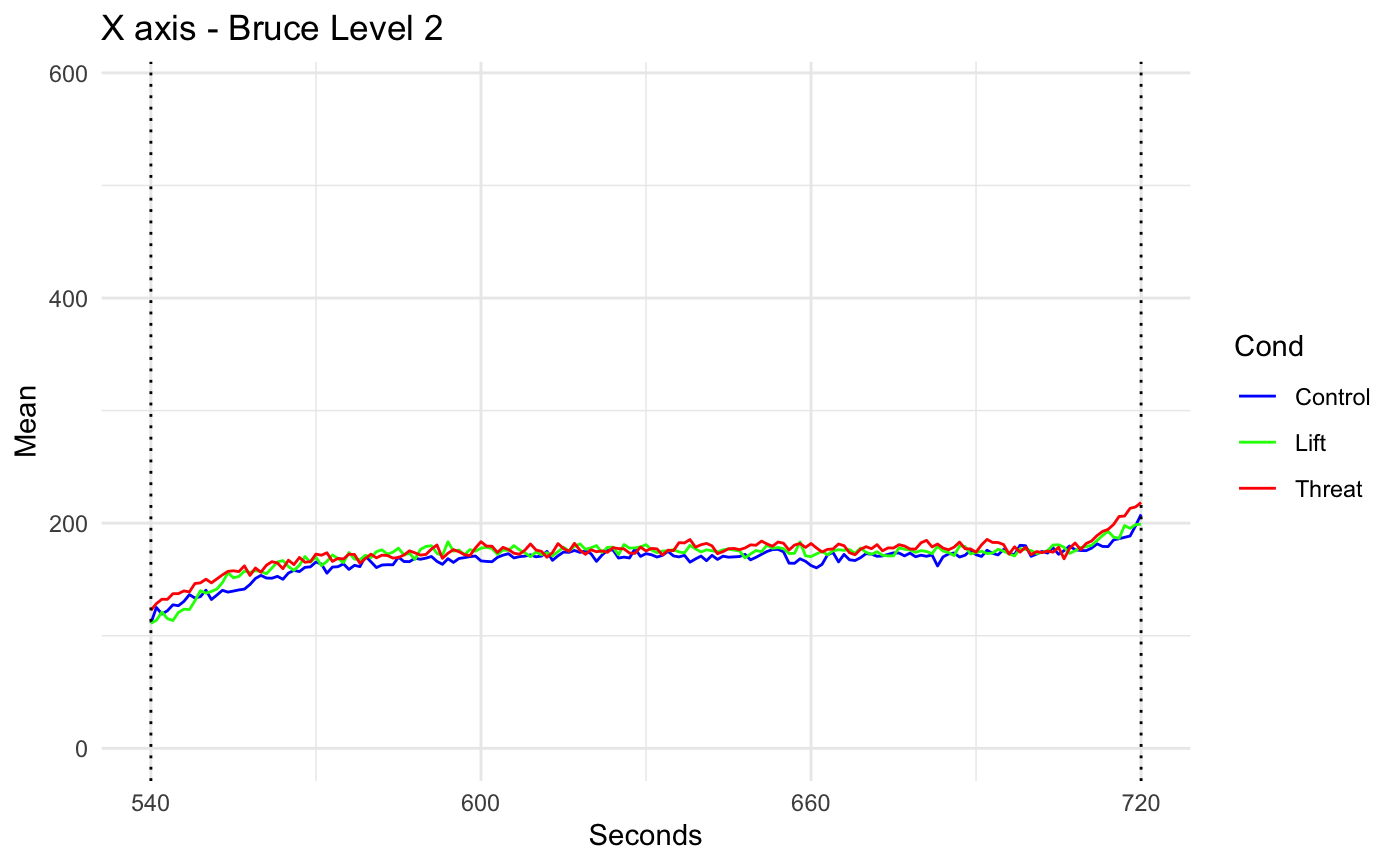 X axis - Bruce Level 2
600
400
200
0
Mean
540
600
660
720
Seconds
Cond
Control
Lift
Threat